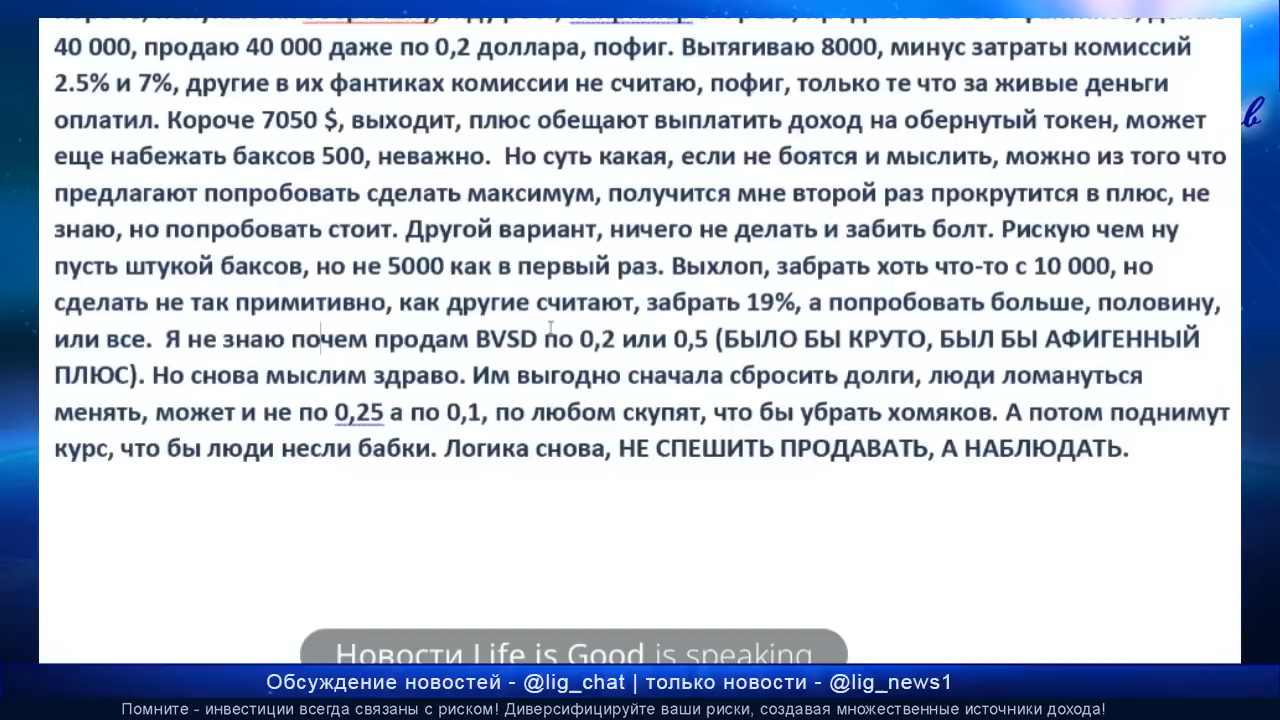 40 000, продаю 40 000 даже по 0,2 доллара, пофиг. Вытягиваю 8000, минус затраты комиссий
2.5% и 7%, другие в их фантиках комиссии не считаю, пофиг, только те что за живые деньги
оплатил. Короче 7050 $, выходит, плюс обещают выплатить доход на обернутый токен, может
еще набежать баксов 500, неважно.  Но суть какая, если не боятся и мыслить, можно из того что
предлагают попробовать сделать максимум, получится мне второй раз прокрутится в плюс, не
знаю, но попробовать стоит. Другой вариант, ничего не делать и забить болт. Рискую чем ну
пусть штукой баксов, но не 5000 как в первый раз. Выхлоп, забрать хоть что-то с 10 000, но
сделать не так примитивно, как другие считают, забрать 19%, а попробовать больше, половину,
или все.  Я не знаю почем продам BVSD по 0,2 или 0,5 (БЫЛО БЫ КРУТО, БЫЛ БЫ АФИГЕННЫЙ
ПЛЮС). Но снова мыслим здраво. Им выгодно сначала сбросить долги, люди ломануться
менять, может и не по 0,25 а по 0,1, по любом скупят, что бы убрать хомяков. А потом поднимут
курс, что бы люди несли бабки. Логика снова, НЕ СПЕШИТЬ ПРОДАВАТЬ, А НАБЛЮДАТЬ.
Новости Life is Good is speaking
Обсуждение новостей - @lig_chat | только новости - @lig_news1
Помните - инвестиции всегда связаны с риском! Диверсифицируйте ваши риски, создавая множественные источники дохода!